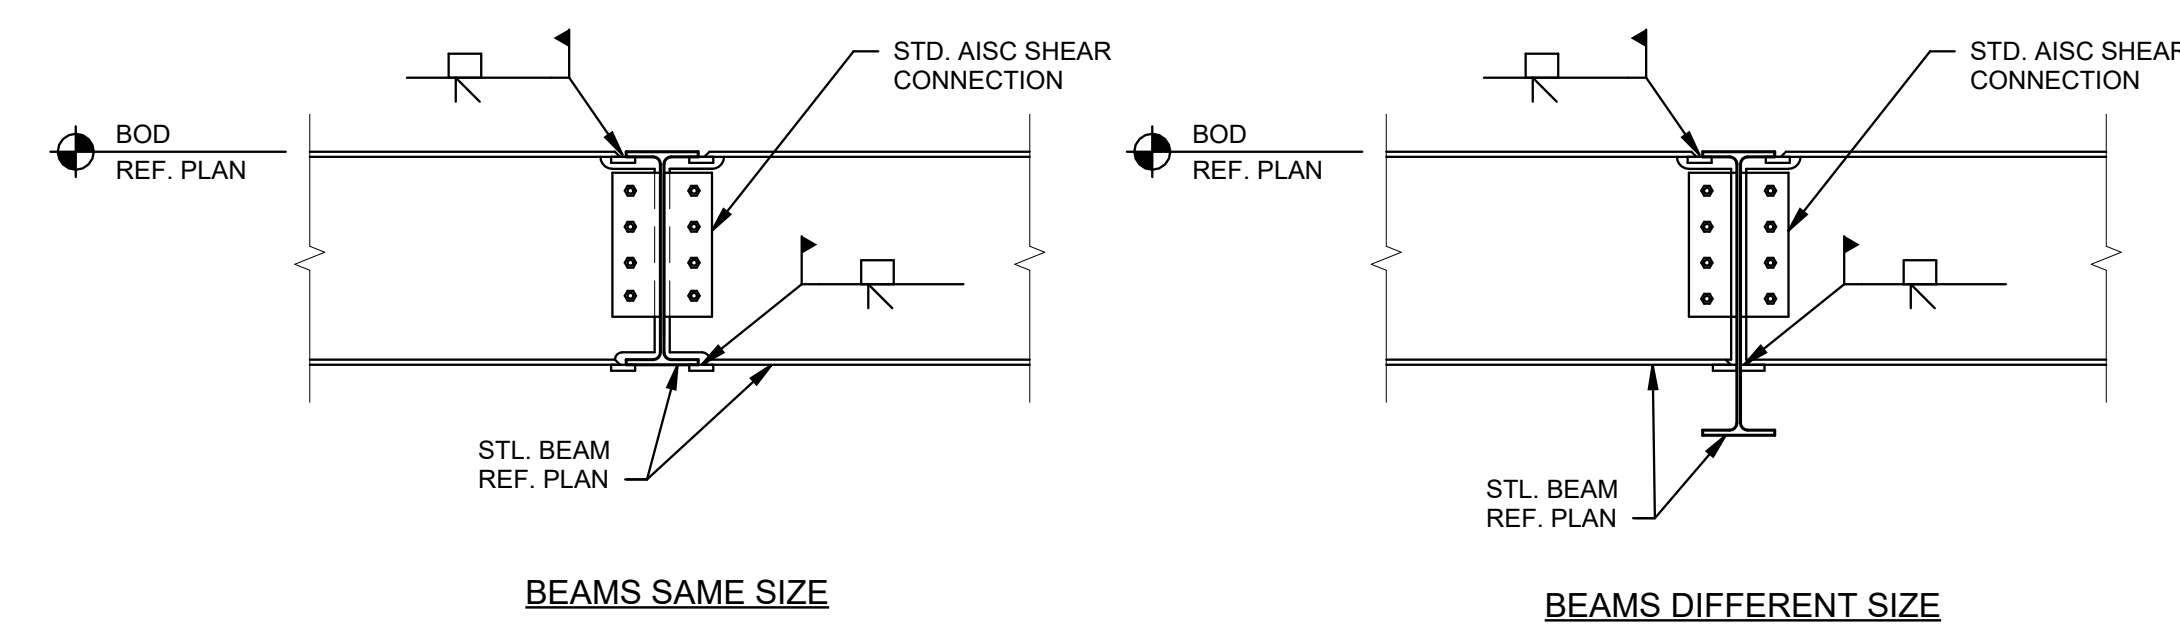 STD. AISC SHEAR
CONNECTION
BOD
REF. PLAN
STL. BEAM
REF. PLAN
BEAMS SAME SIZE
STD. AISC SHEAR
CONNECTION
BOD
REF. PLAN
STL. BEAM
REF. PLAN
BEAMS DIFFERENT SIZE